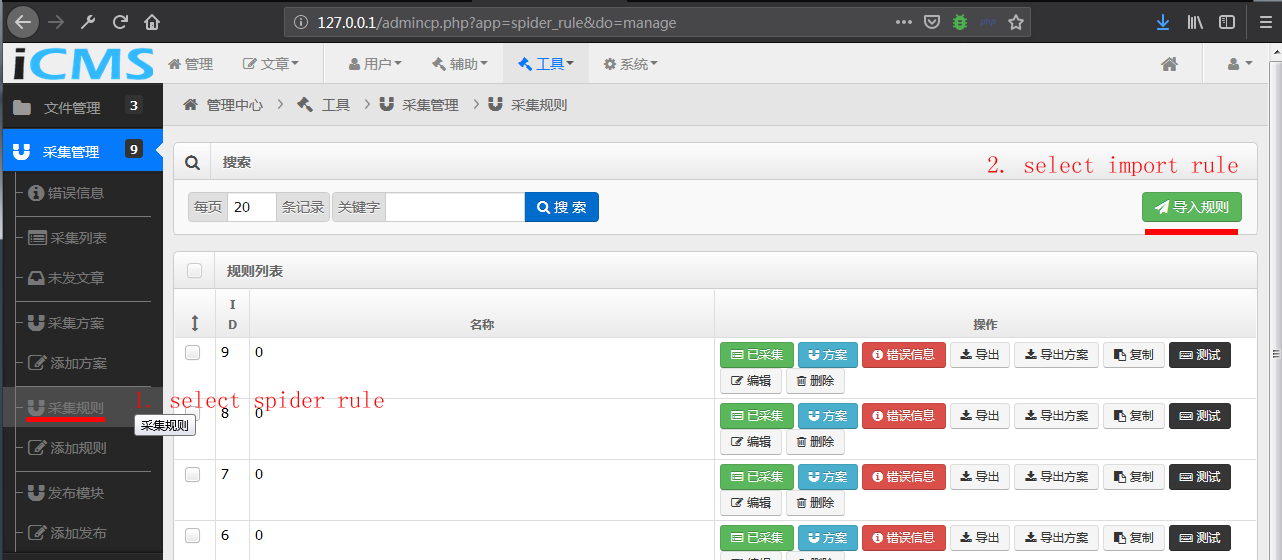 127.0.0.1/admincp.php?app=spider_rule&do=manage
iCMS 管理 文章 用户 辅助 工具 系统
文件管理 3
管理中心 工具 采集管理 采集规则
采集管理 9
搜索
2. select import rule
错误信息
每页 20 条记录 关键字 搜 索 导入规则
采集列表
未发文章
规则列表
ID 名称 操作
采集方案
9 0 已采集 方案 错误信息 导出 导出方案 复制 测试
编辑 删除
添加方案
1. select spider rule
采集规则
8 0 已采集 方案 错误信息 导出 导出方案 复制 测试
采集规则
编辑 删除
添加规则
7 0 已采集 方案 错误信息 导出 导出方案 复制 测试
发布模块
编辑 删除
添加发布
6 0 已采集 方案 错误信息 导出 导出方案 复制 测试